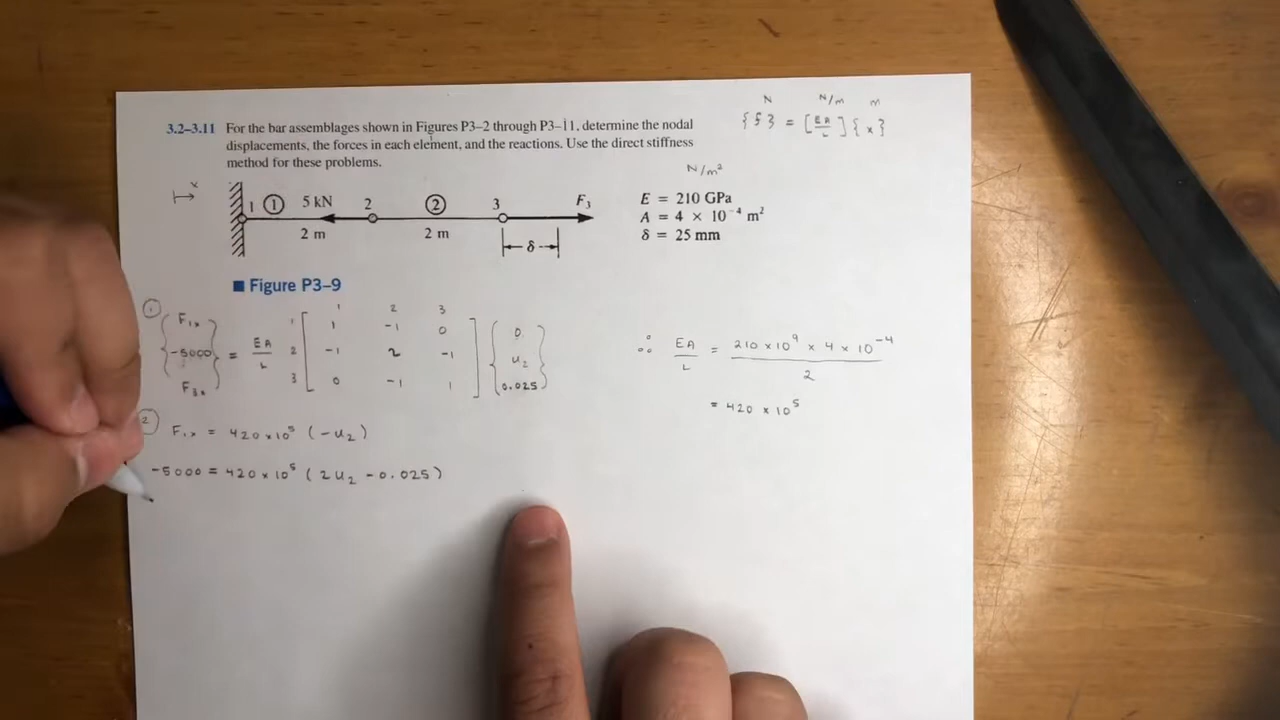 3.2–3.11 For the bar assemblages shown in Figures P3–2 through P3–11, determine the nodal
displacements, the forces in each element, and the reactions. Use the direct stiffness
method for these problems.
N N/m m
{f} = [EA/L]{x}
x
1 ① 5 kN 2 ② 3 F₃
2 m 2 m δ
N/m²
E = 210 GPa
A = 4 × 10⁻⁴ m²
δ = 25 mm
■ Figure P3–9
①
1 2 3
F₁ₓ 1 1 -1 0 0
-5000 = EA/L 2 -1 2 -1 u₂
F₃ₓ 3 0 -1 1 0.025
∴ EA/L = 210 × 10⁹ × 4 × 10⁻⁴ / 2
= 420 × 10⁵
②
F₁ₓ = 420 × 10⁵ (-u₂)
-5000 = 420 × 10⁵ (2u₂ - 0.025)